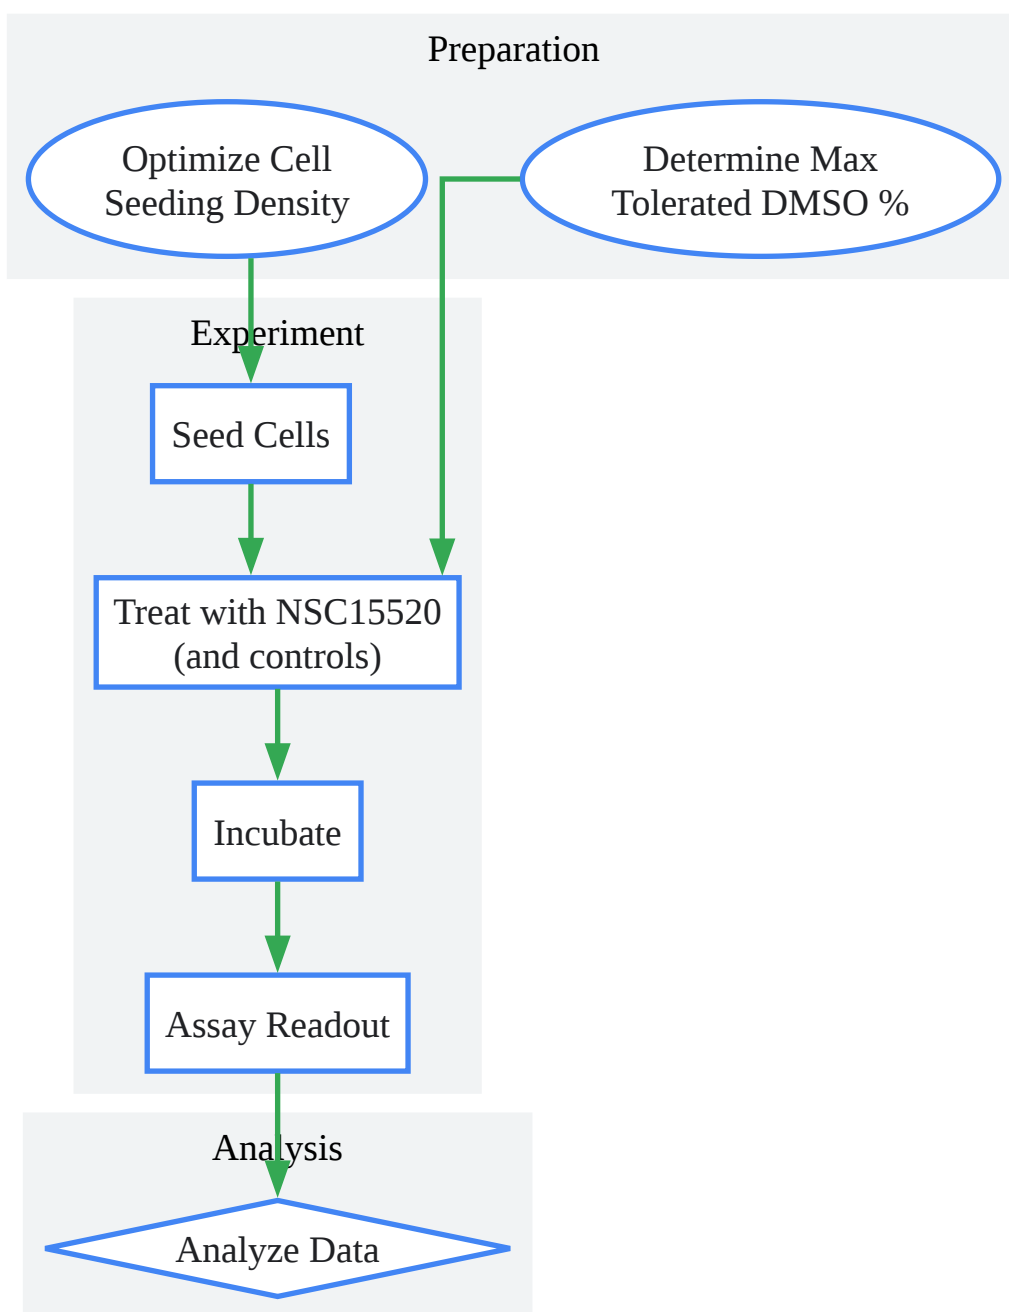 Preparation
Optimize Cell
Seeding Density
Determine Max
Tolerated DMSO %
Experiment
Seed Cells
Treat with NSC15520
(and controls)
Incubate
Assay Readout
Analysis
Analyze Data